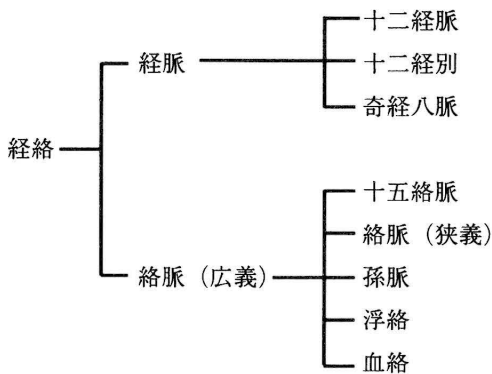 経絡
経脈
十二経脈
十二経別
奇経八脈
絡脈（広義）
十五絡脈
絡脈（狭義）
孫脈
浮絡
血絡